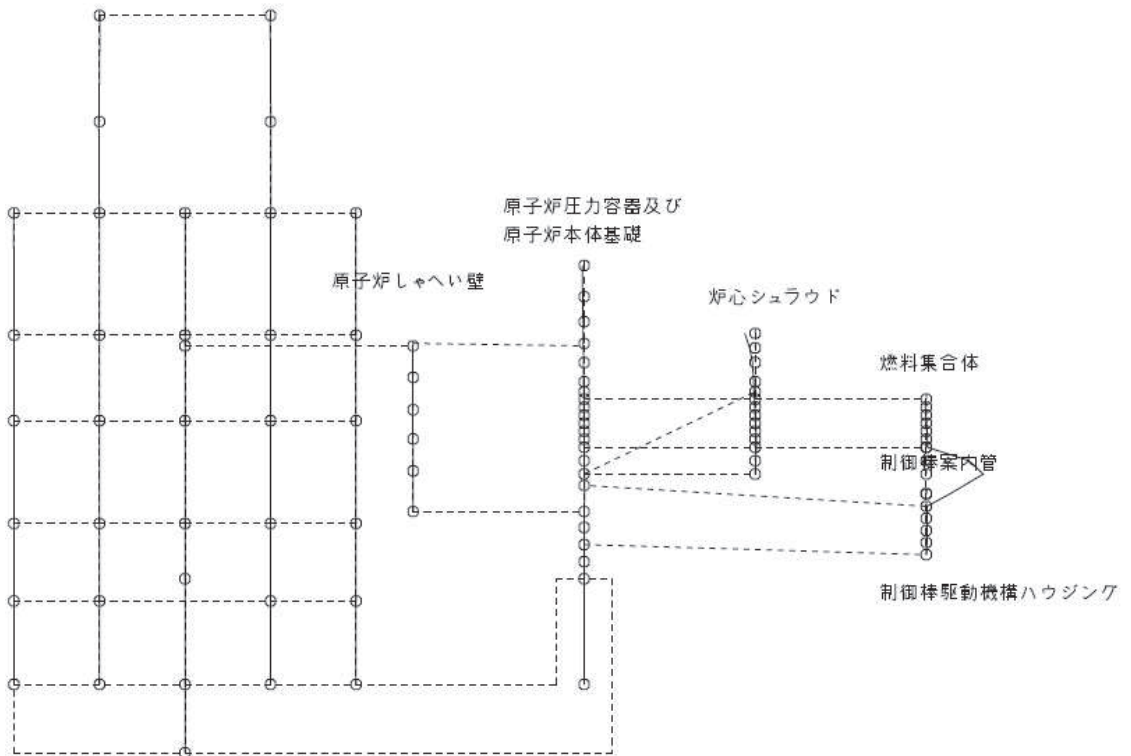 原子炉圧力容器及び
原子炉本体基礎
原子炉しゃへい壁
炉心シュラウド
燃料集合体
制御棒案内管
制御棒駆動機構ハウジング